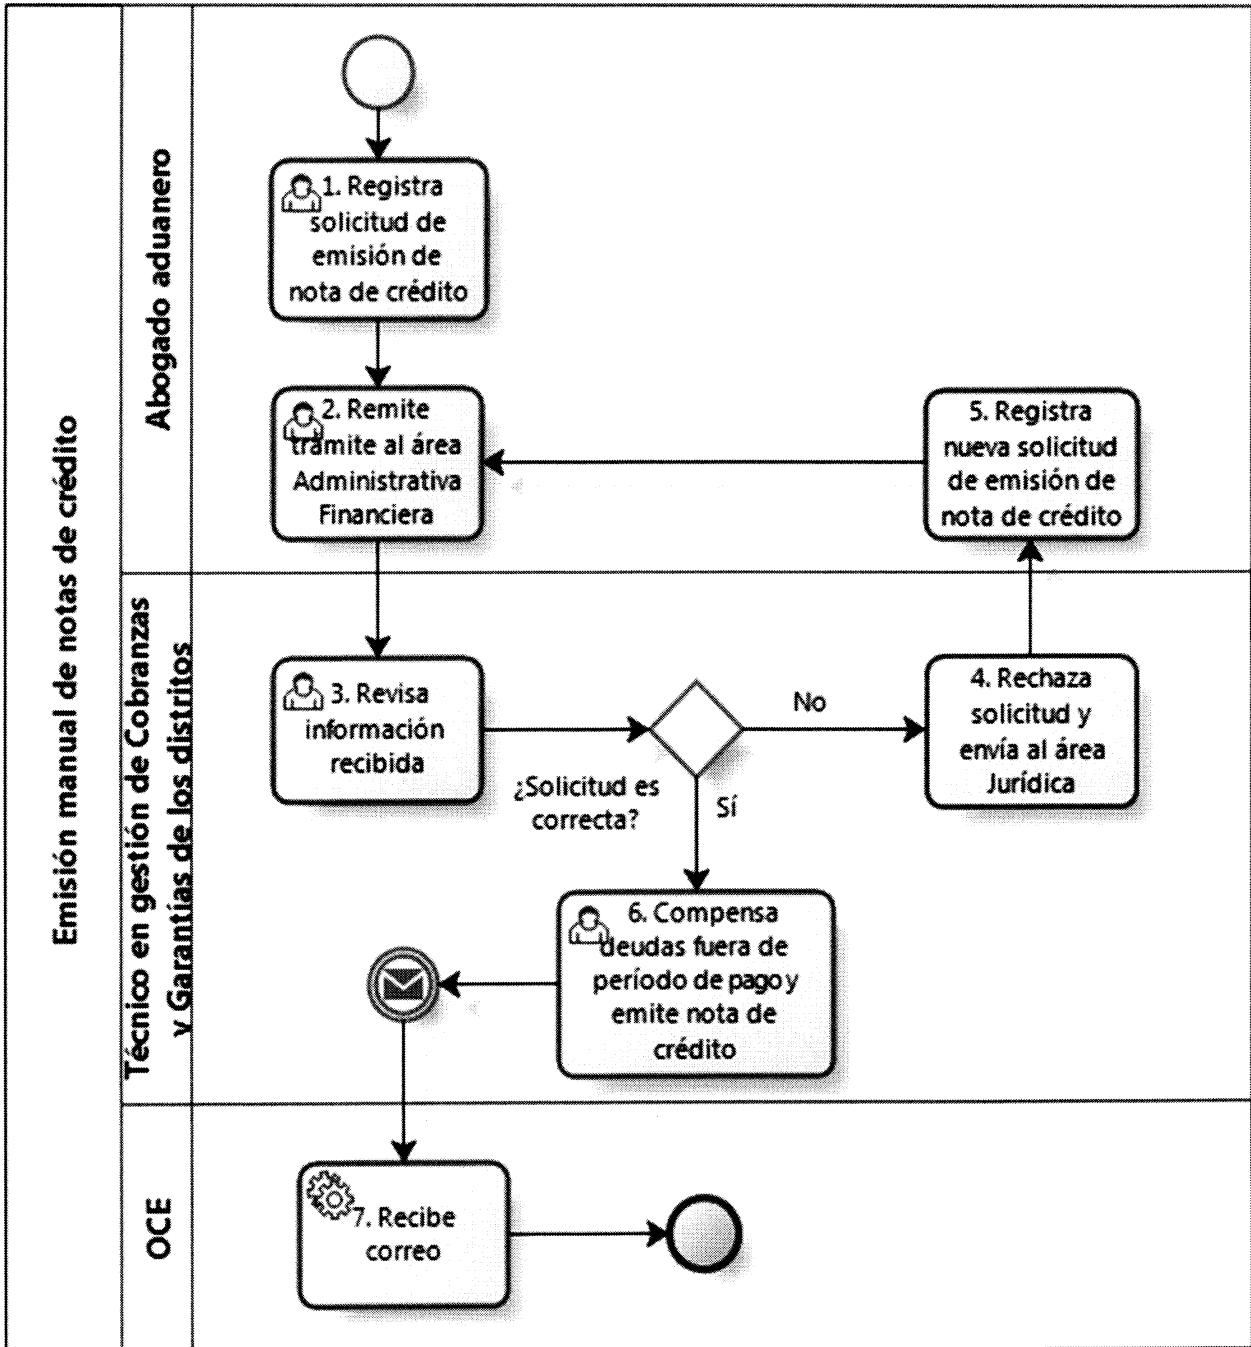 Emisión manual de notas de crédito
Abogado aduanero
1. Registra
solicitud de
emisión de
nota de crédito
2. Remite
trámite al área
Administrativa
Financiera
5. Registra
nueva solicitud
de emisión de
nota de crédito
Técnico en gestión de Cobranzas
y Garantías de los distritos
3. Revisa
información
recibida
¿Solicitud es
correcta?
No
Sí
4. Rechaza
solicitud y
envía al área
Jurídica
6. Compensa
deudas fuera de
período de pago y
emite nota de
crédito
OCE
7. Recibe
correo